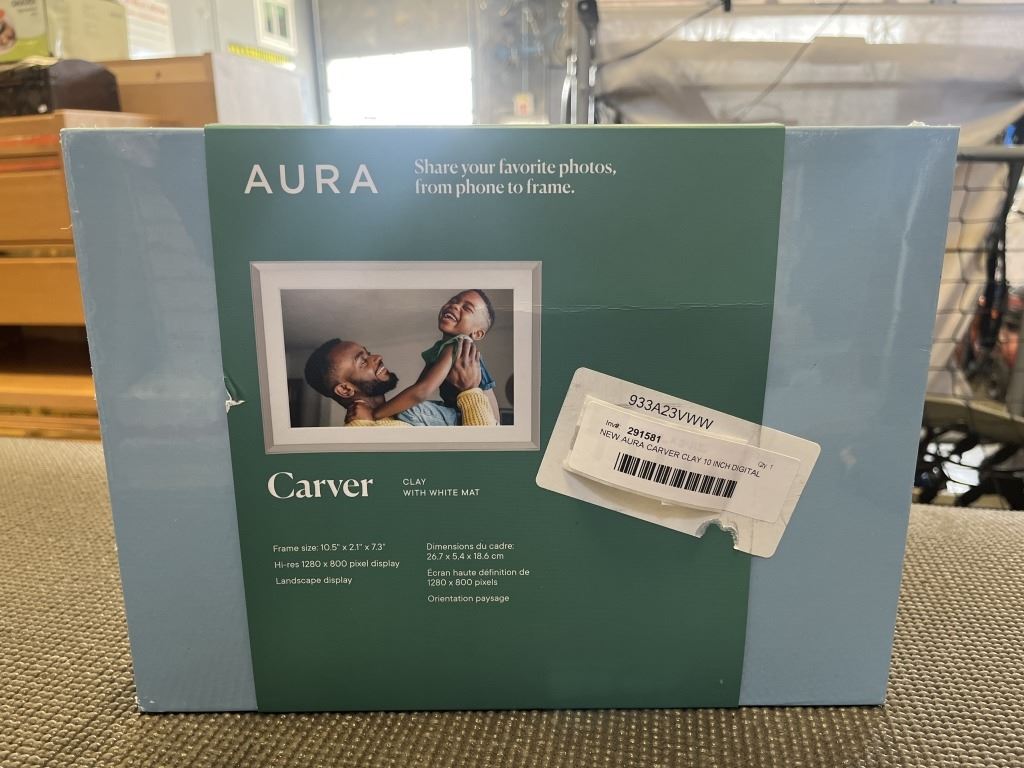 AURA
Share your favorite photos,
from phone to frame.
Carver
CLAY
WITH WHITE MAT
Frame size: 10.5" x 2.1" x 7.3"
Hi-res 1280 x 800 pixel display
Landscape display
Dimensions du cadre:
26.7 x 5.4 x 18.6 cm
Écran haute définition de
1280 x 800 pixels
Orientation paysage
933A23VWW
Inv#: 291581
NEW AURA CARVER CLAY 10 INCH DIGITAL
Qty: 1